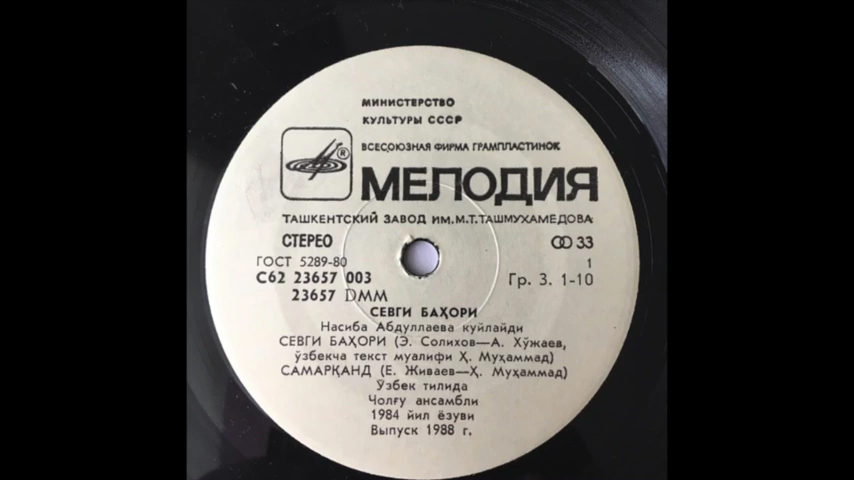 МИНИСТЕРСТВО
КУЛЬТУРЫ СССР
ВСЕСОЮЗНАЯ ФИРМА ГРАМПЛАСТИНОК
®
МЕЛОДИЯ
ТАШКЕНТСКИЙ ЗАВОД ИМ. М.Т. ТАШМУХАМЕДОВА
СТЕРЕО 33
ГОСТ 5289-80 1
С62 23657 003 Гр. 3. 1-10
23657 DMM
СЕВГИ БАҲОРИ
Насиба Абдуллаева куйлайди
СЕВГИ БАҲОРИ (Э. Солихов—А. Хўжаев,
ўзбекча текст муалифи Ҳ. Муҳаммад)
САМАРҚАНД (Е. Живаев—Ҳ. Муҳаммад)
Ўзбек тилида
Чолғу ансамбли
1984 йил ёзуви
Выпуск 1988 г.